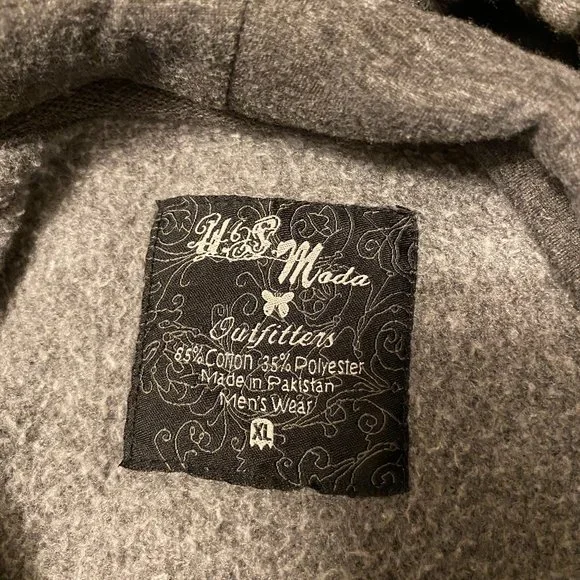 H&F Moda
Outfitters
85% Cotton 35% Polyester
Made in Pakistan
Men's Wear
XL